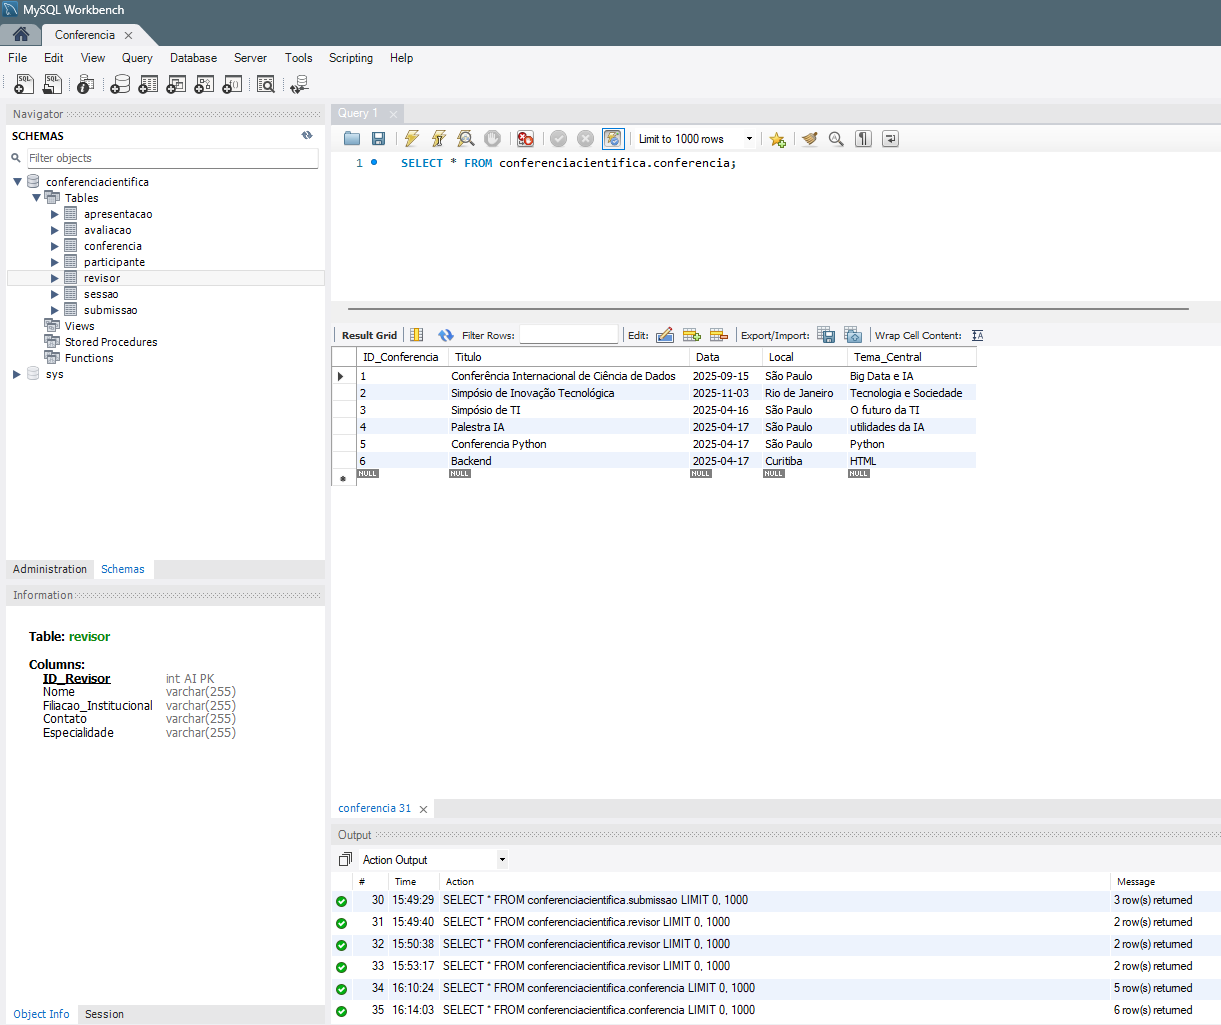 MySQL Workbench
Conferencia
File Edit View Query Database Server Tools Scripting Help
Navigator
SCHEMAS
Filter objects
conferenciacientifica
Tables
apresentacao
avaliacao
conferencia
participante
revisor
sessao
submissao
Views
Stored Procedures
Functions
sys
Administration Schemas
Information
Table: revisor
Columns:
ID_Revisor int AI PK
Nome varchar(255)
Filiacao_Institucional varchar(255)
Contato varchar(255)
Especialidade varchar(255)
Object Info Session
Query 1
Limit to 1000 rows
1 SELECT * FROM conferenciacientifica.conferencia;
Result Grid Filter Rows: Edit: Export/Import: Wrap Cell Content:
ID_Conferencia Titulo Data Local Tema_Central
1 Conferência Internacional de Ciência de Dados 2025-09-15 São Paulo Big Data e IA
2 Simpósio de Inovação Tecnológica 2025-11-03 Rio de Janeiro Tecnologia e Sociedade
3 Simpósio de TI 2025-04-16 São Paulo O futuro da TI
4 Palestra IA 2025-04-17 São Paulo utilidades da IA
5 Conferencia Python 2025-04-17 São Paulo Python
6 Backend 2025-04-17 Curitiba HTML
NULL NULL NULL NULL NULL
conferencia 31
Output
Action Output
# Time Action Message
30 15:49:29 SELECT * FROM conferenciacientifica.submissao LIMIT 0, 1000 3 row(s) returned
31 15:49:40 SELECT * FROM conferenciacientifica.revisor LIMIT 0, 1000 2 row(s) returned
32 15:50:38 SELECT * FROM conferenciacientifica.revisor LIMIT 0, 1000 2 row(s) returned
33 15:53:17 SELECT * FROM conferenciacientifica.revisor LIMIT 0, 1000 2 row(s) returned
34 16:10:24 SELECT * FROM conferenciacientifica.conferencia LIMIT 0, 1000 5 row(s) returned
35 16:14:03 SELECT * FROM conferenciacientifica.conferencia LIMIT 0, 1000 6 row(s) returned